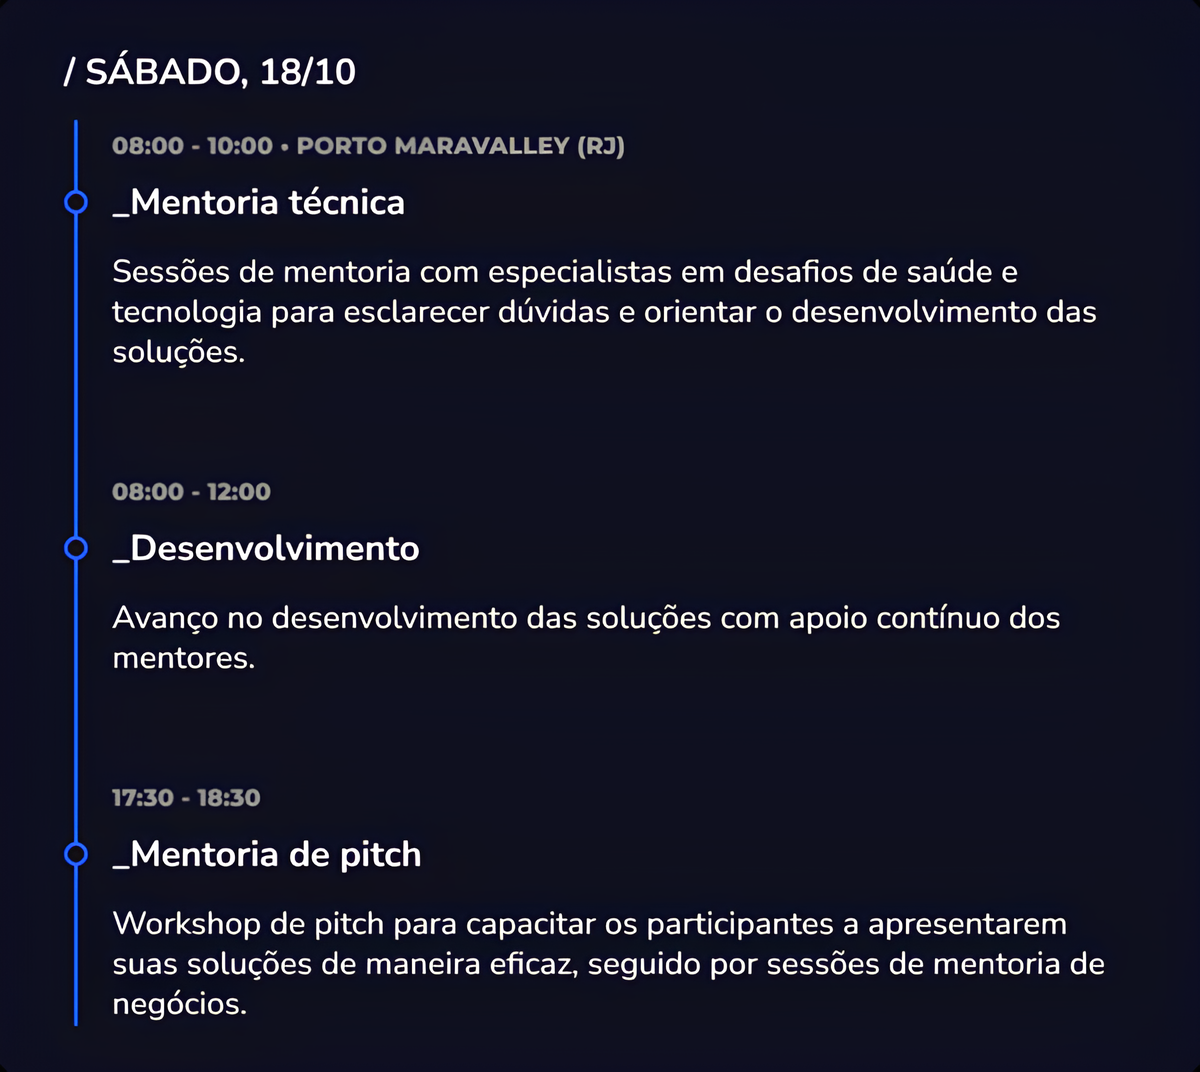 / SÁBADO, 18/10
08:00 - 10:00 • PORTO MARAVALLEY (RJ)
_Mentoria técnica
Sessões de mentoria com especialistas em desafios de saúde e
tecnologia para esclarecer dúvidas e orientar o desenvolvimento das
soluções.
08:00 - 12:00
_Desenvolvimento
Avanço no desenvolvimento das soluções com apoio contínuo dos
mentores.
17:30 - 18:30
_Mentoria de pitch
Workshop de pitch para capacitar os participantes a apresentarem
suas soluções de maneira eficaz, seguido por sessões de mentoria de
negócios.